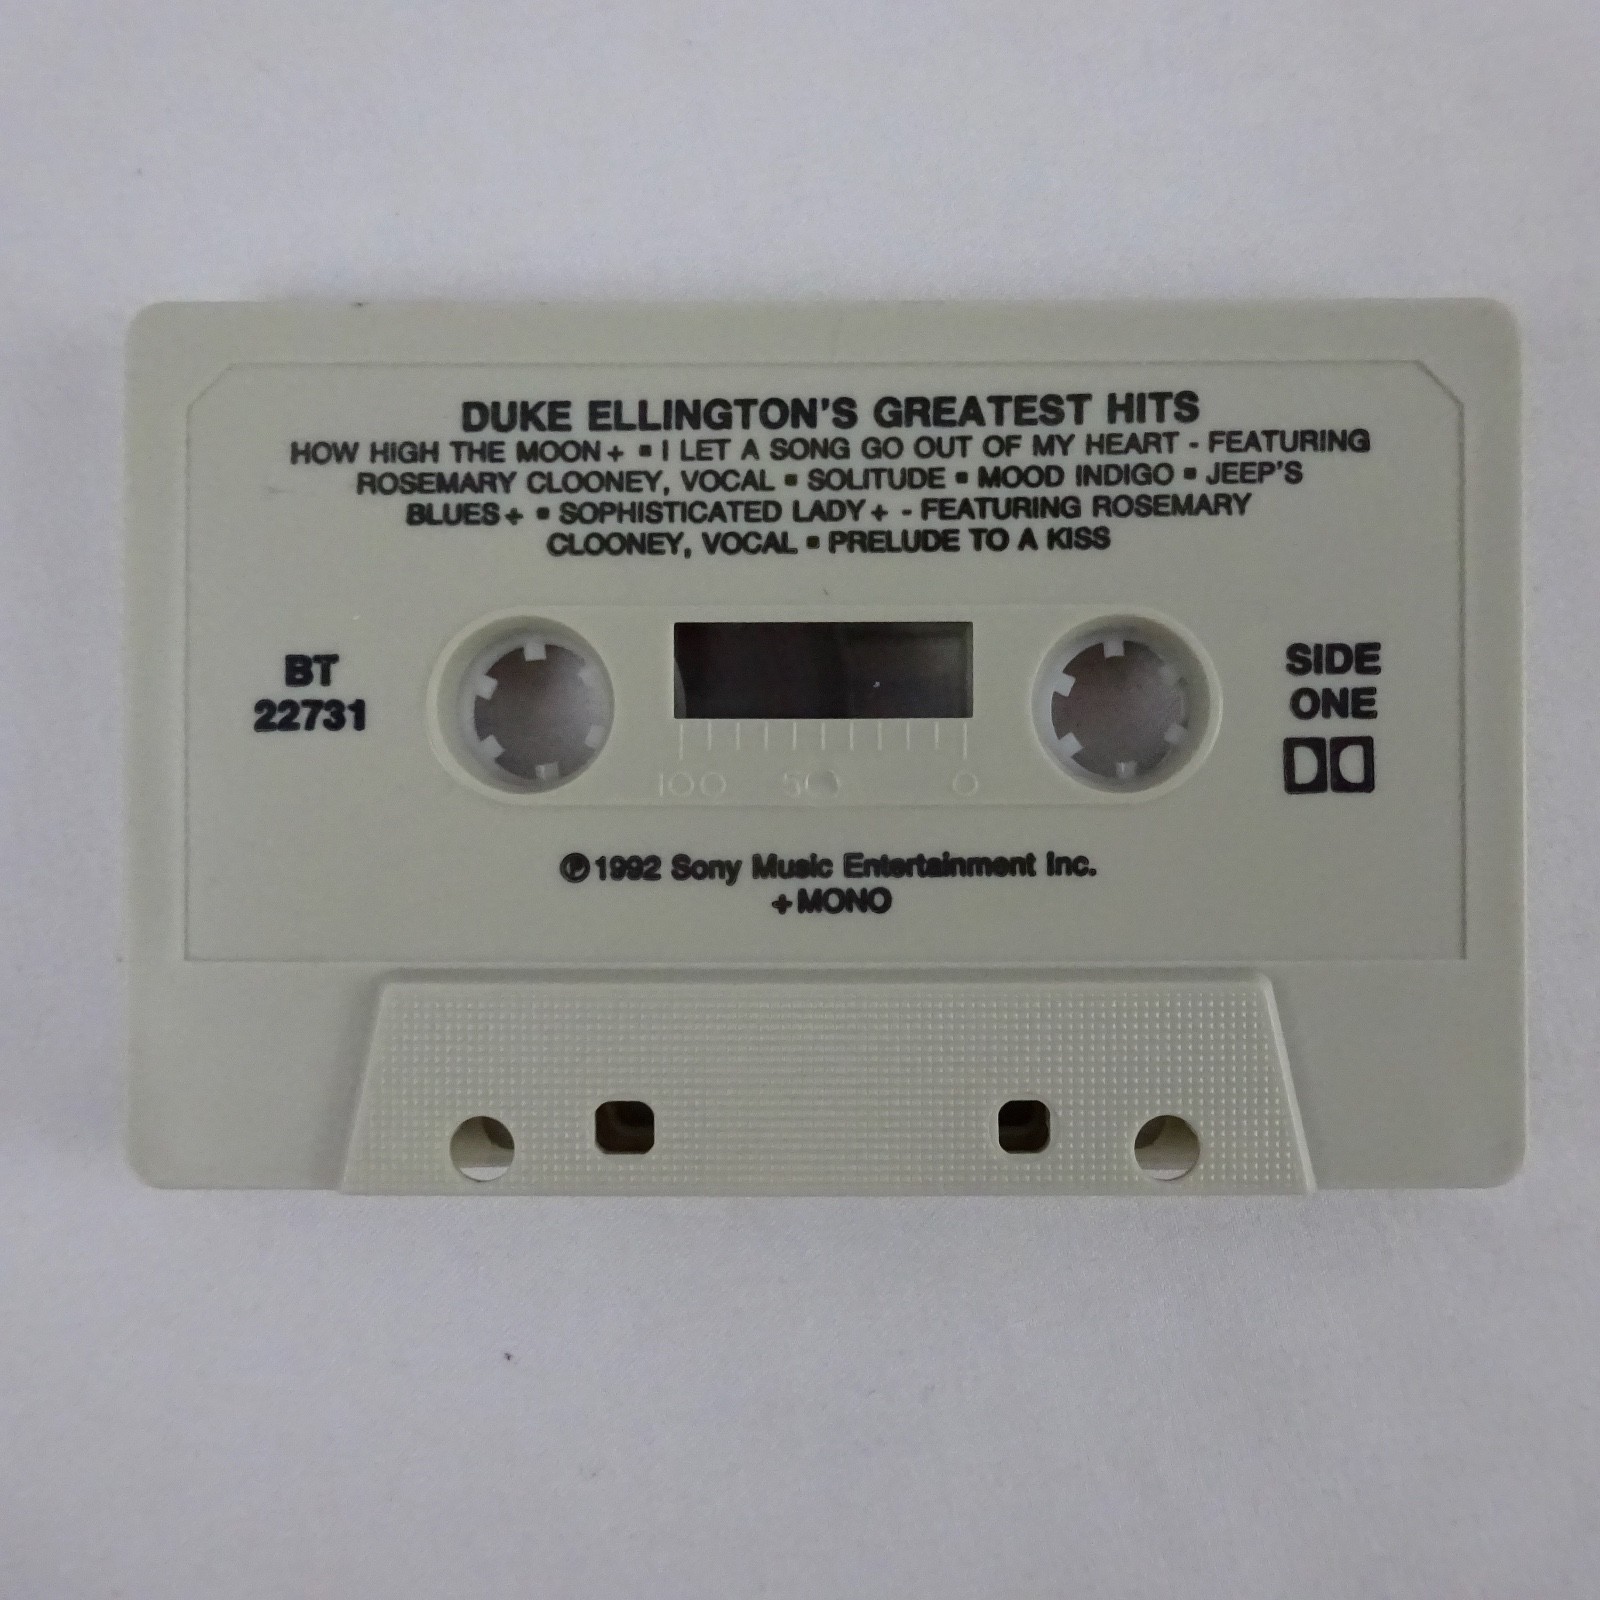 DUKE ELLINGTON'S GREATEST HITS
HOW HIGH THE MOON+ ▪ I LET A SONG GO OUT OF MY HEART - FEATURING
ROSEMARY CLOONEY, VOCAL ▪ SOLITUDE ▪ MOOD INDIGO ▪ JEEP'S
BLUES+ ▪ SOPHISTICATED LADY+ - FEATURING ROSEMARY
CLOONEY, VOCAL ▪ PRELUDE TO A KISS
BT
22731
SIDE
ONE
100 50 0
℗ 1992 Sony Music Entertainment Inc.
+MONO